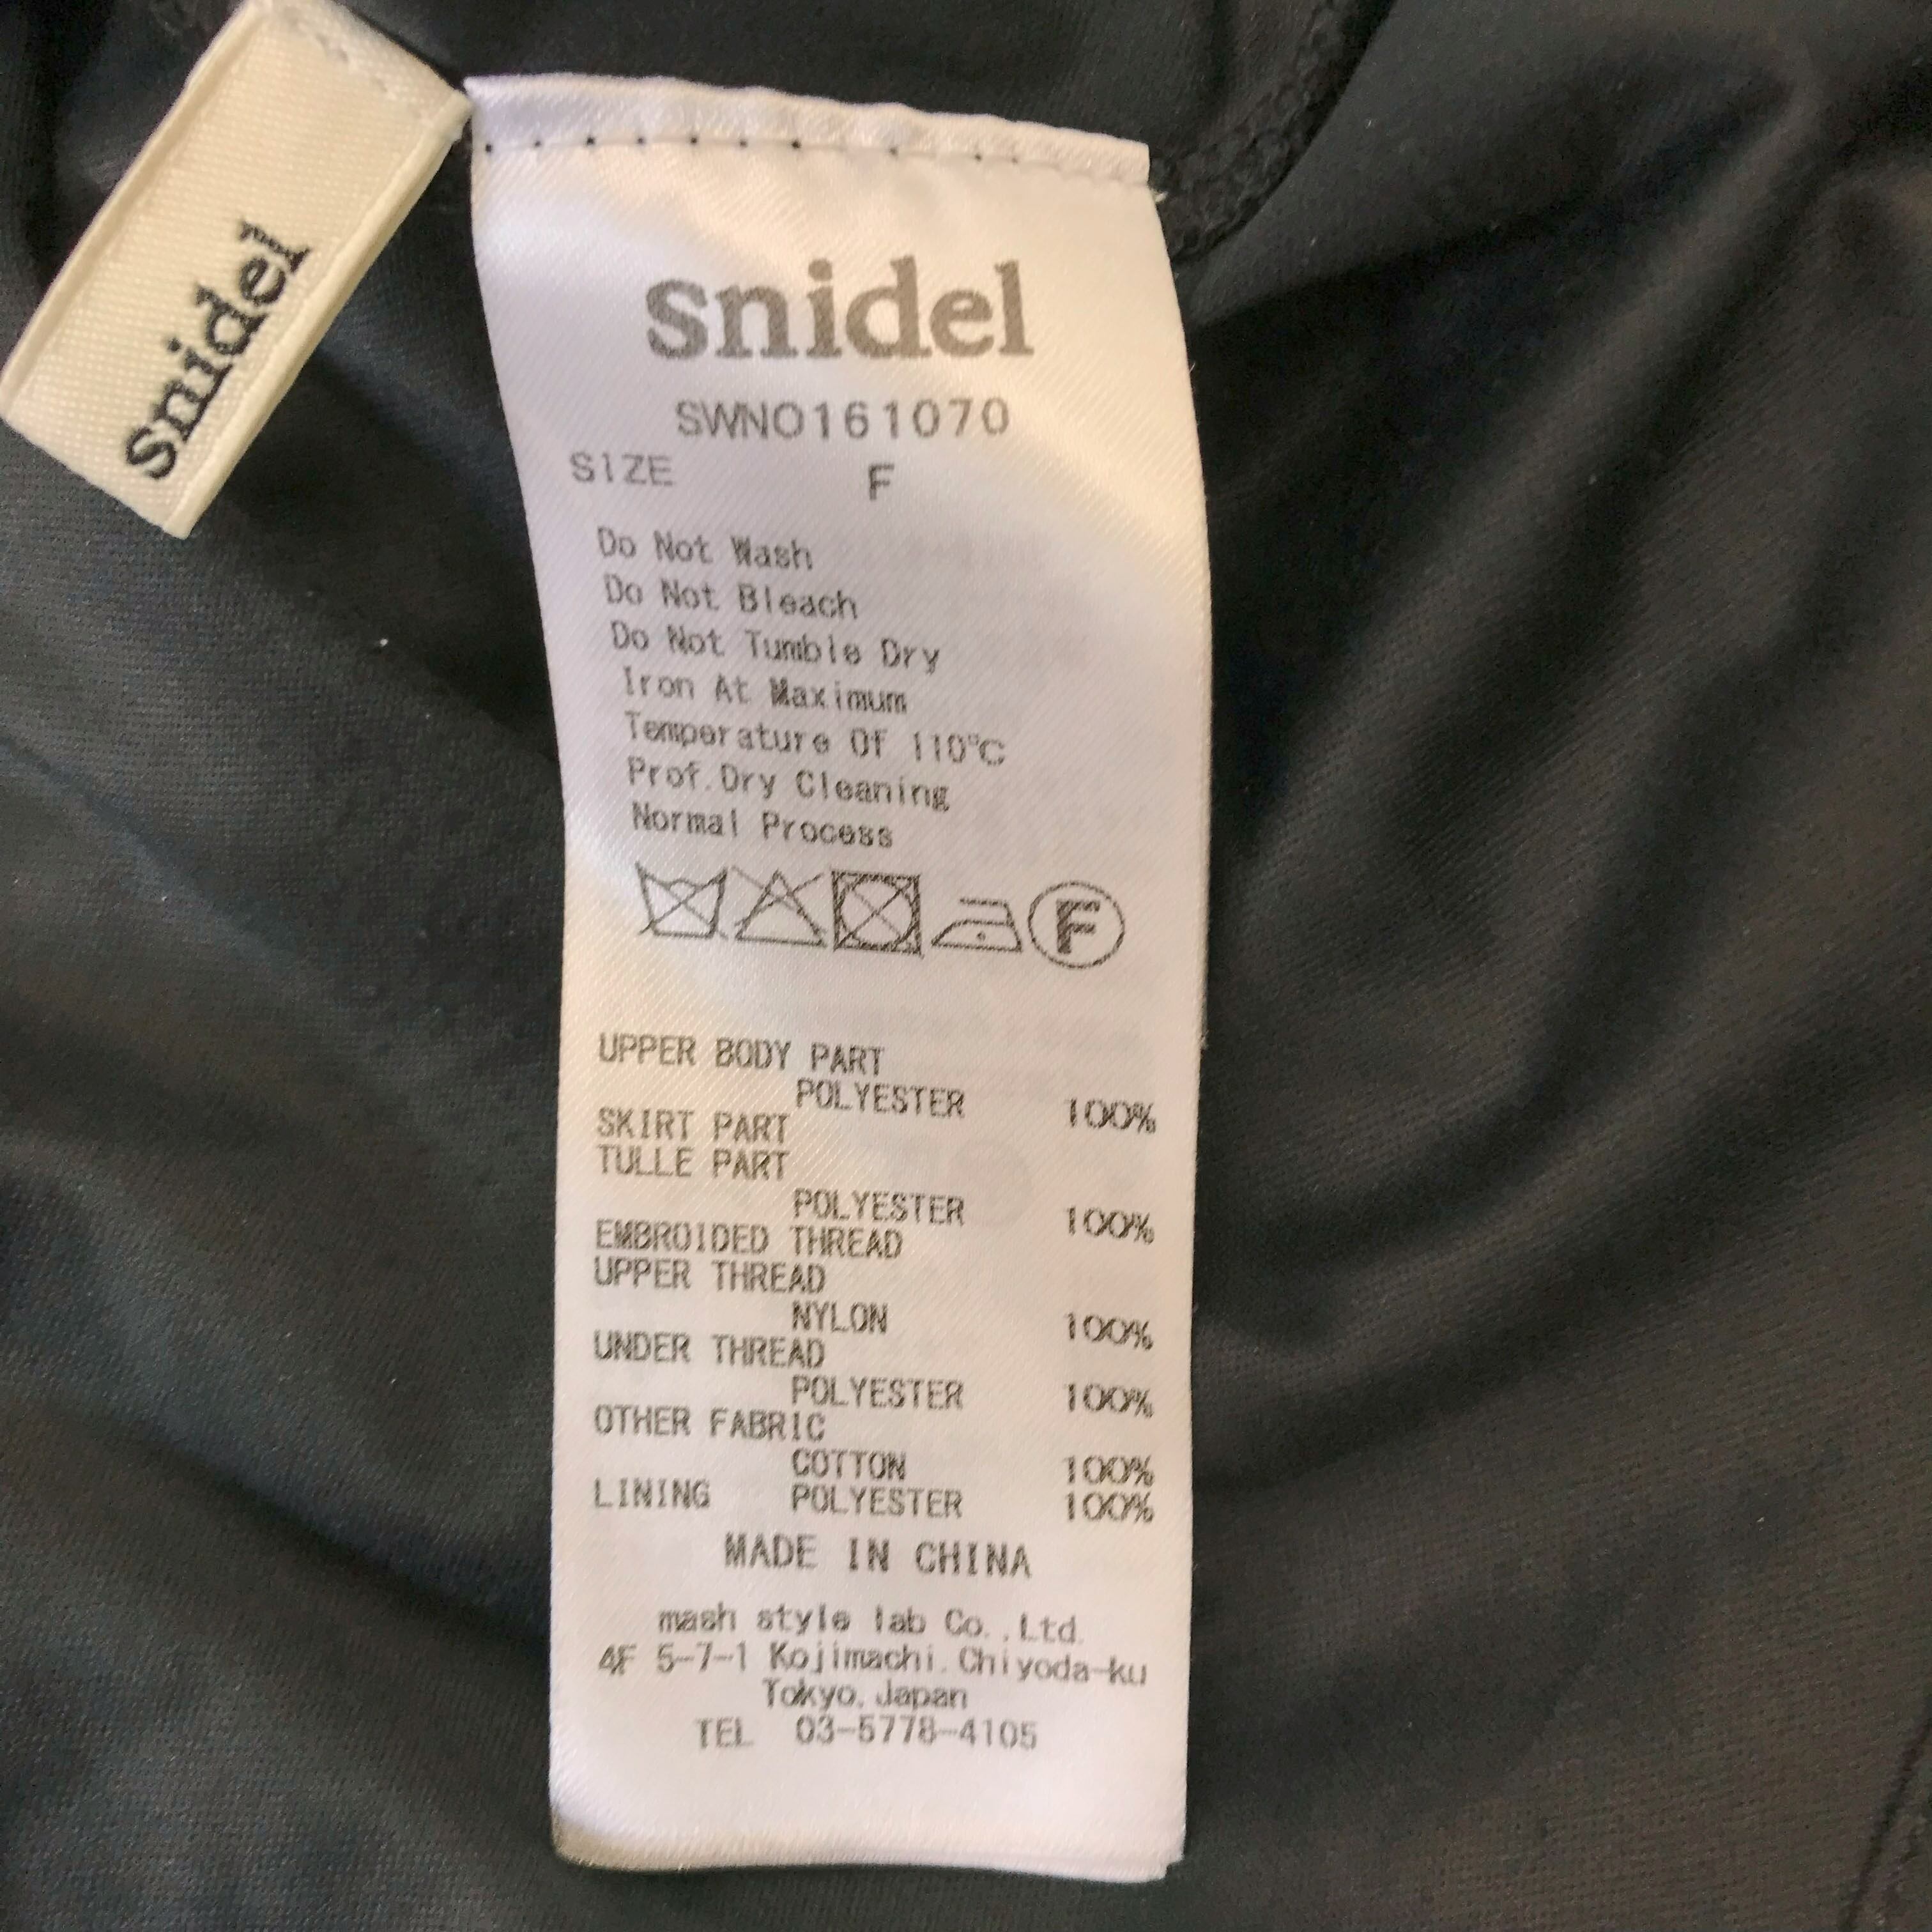 snidel
snidel
SWNO161070
SIZE F
Do Not Wash
Do Not Bleach
Do Not Tumble Dry
Iron At Maximum
Temperature Of 110℃
Prof.Dry Cleaning
Normal Process
F
UPPER BODY PART
POLYESTER 100%
SKIRT PART
TULLE PART
POLYESTER 100%
EMBROIDED THREAD
UPPER THREAD
NYLON 100%
UNDER THREAD
POLYESTER 100%
OTHER FABRIC
COTTON 100%
LINING POLYESTER 100%
MADE IN CHINA
mash style lab Co.,Ltd.
4F 5-7-1 Kojimachi,Chiyoda-ku
Tokyo,Japan
TEL 03-5778-4105